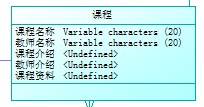 课程
课程名称 Variable characters (20)
教师名称 Variable characters (20)
课程介绍 <Undefined>
教师介绍 <Undefined>
课程资料 <Undefined>